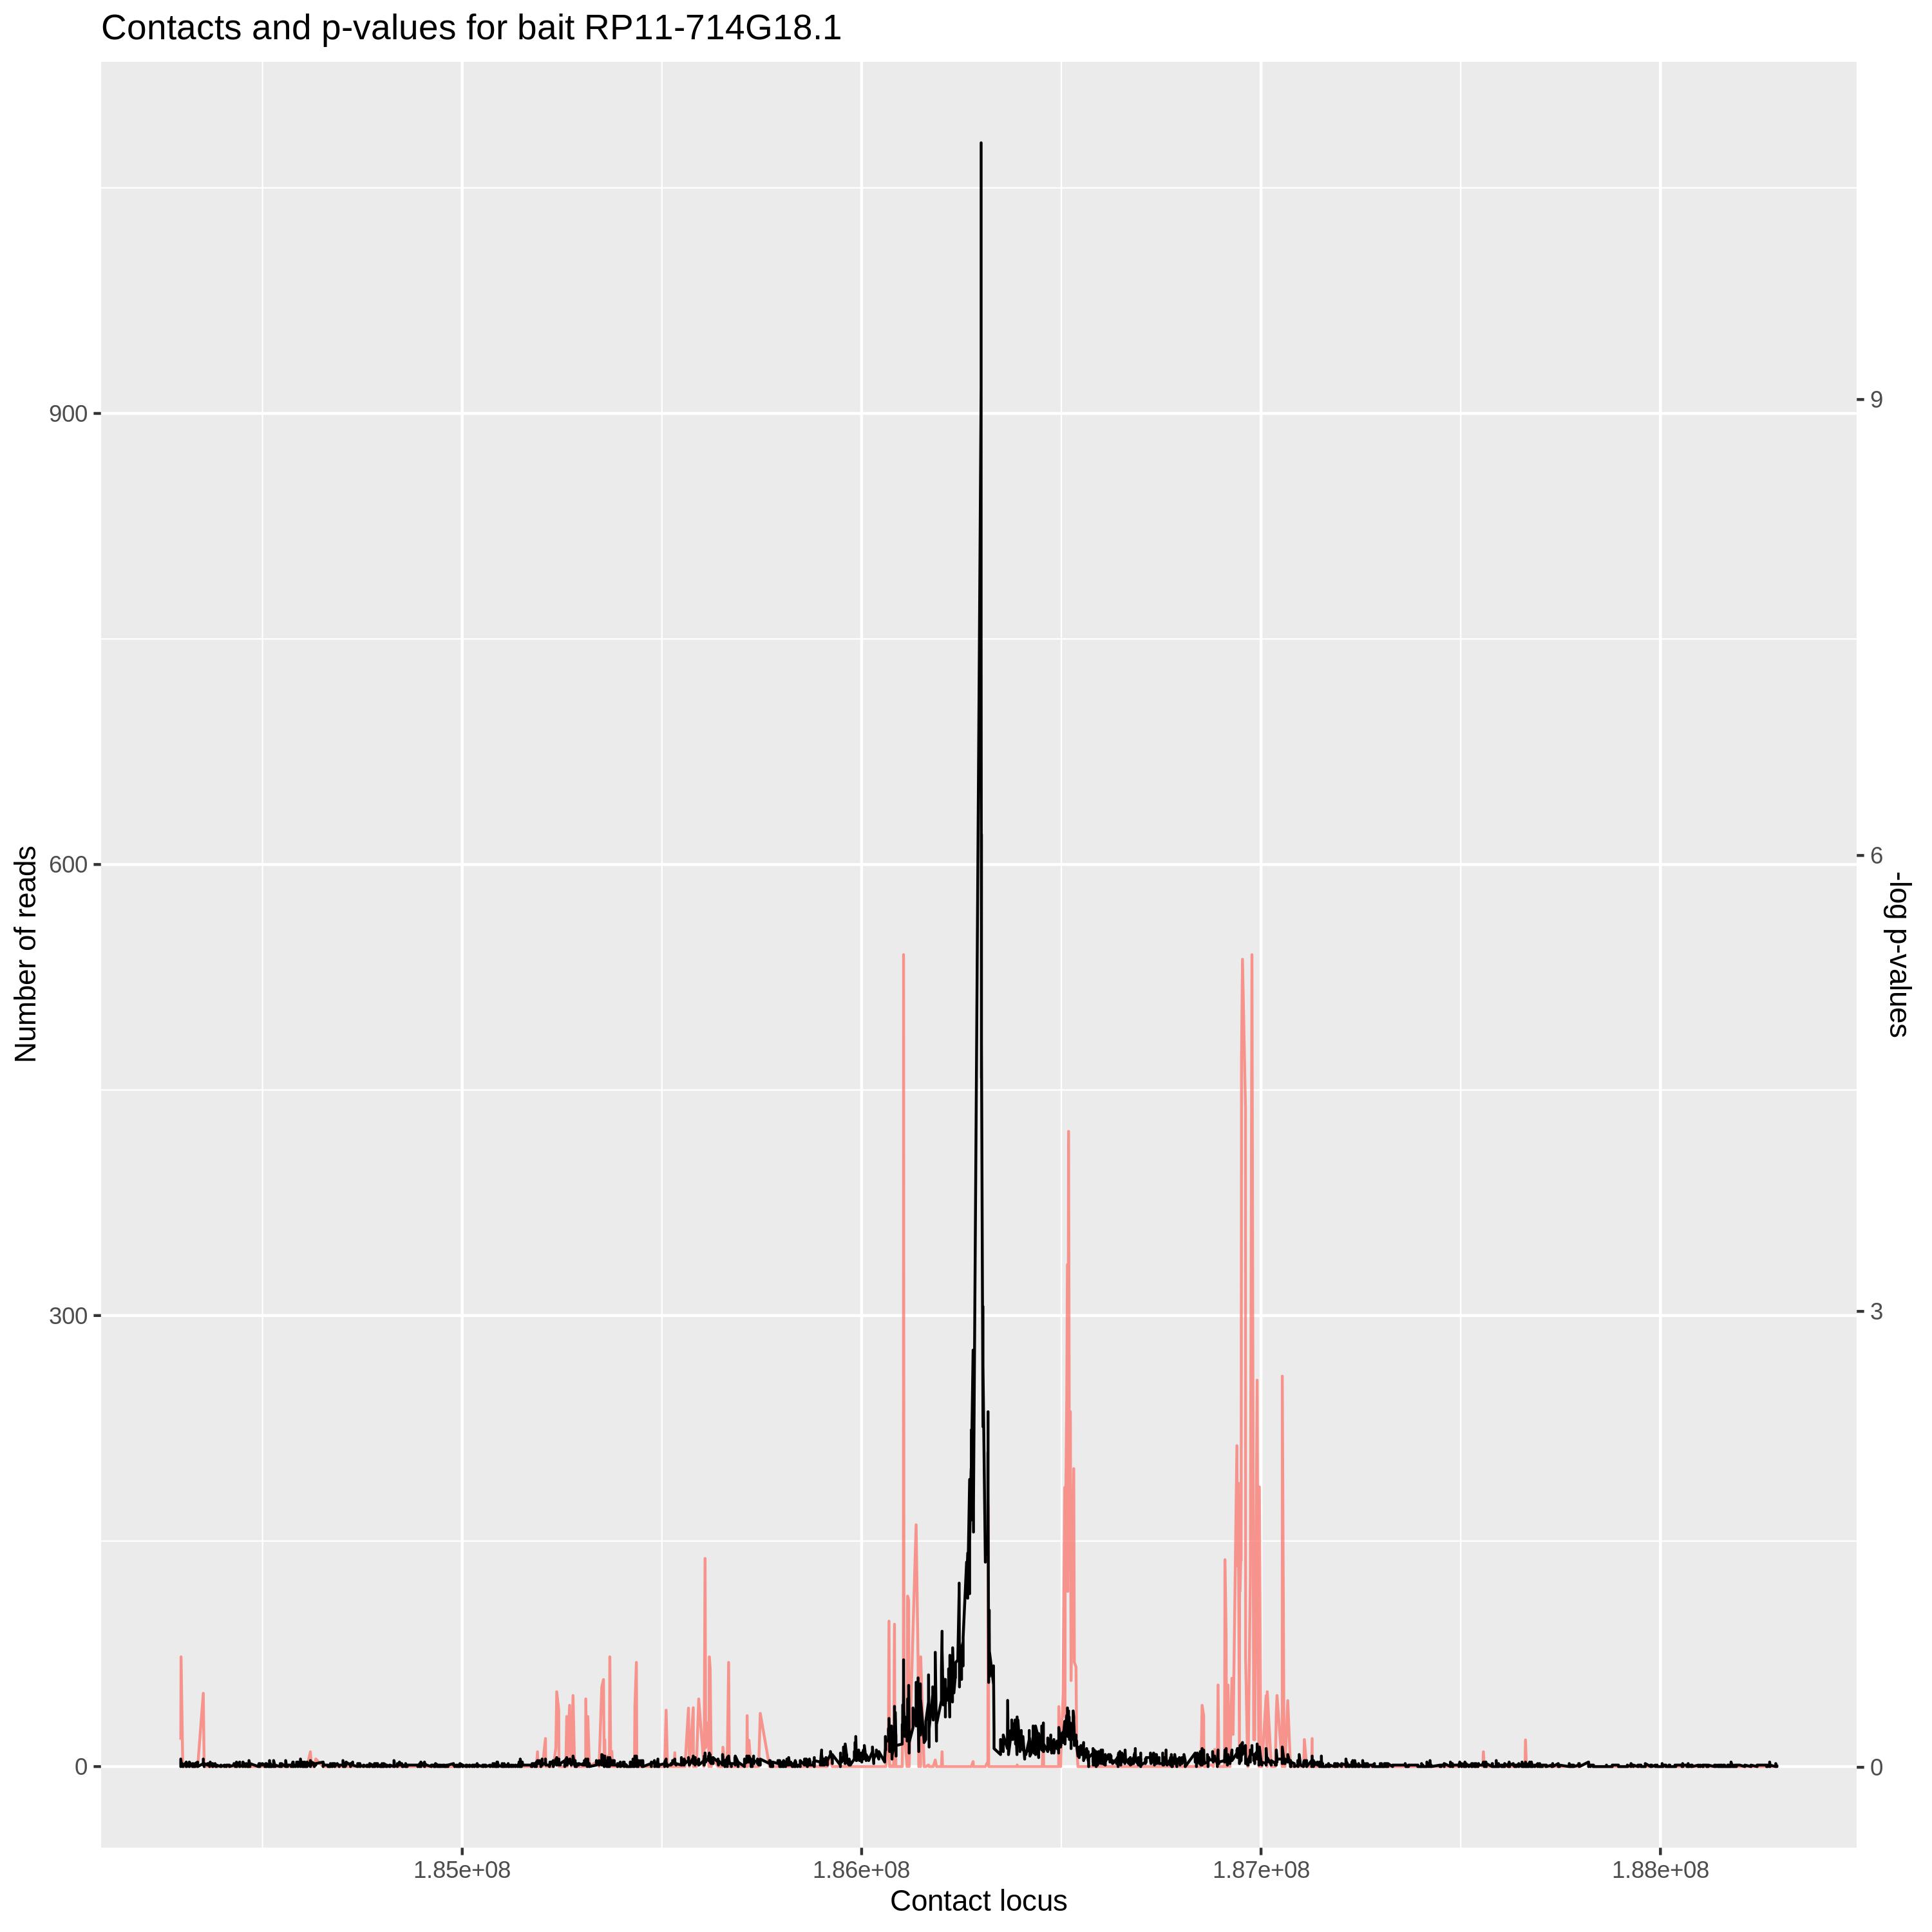 Contacts and p-values for bait RP11-714G18.1
900
600
300
0
Number of reads
9
6
3
0
-log p-values
1.85e+08
1.86e+08
1.87e+08
1.88e+08
Contact locus